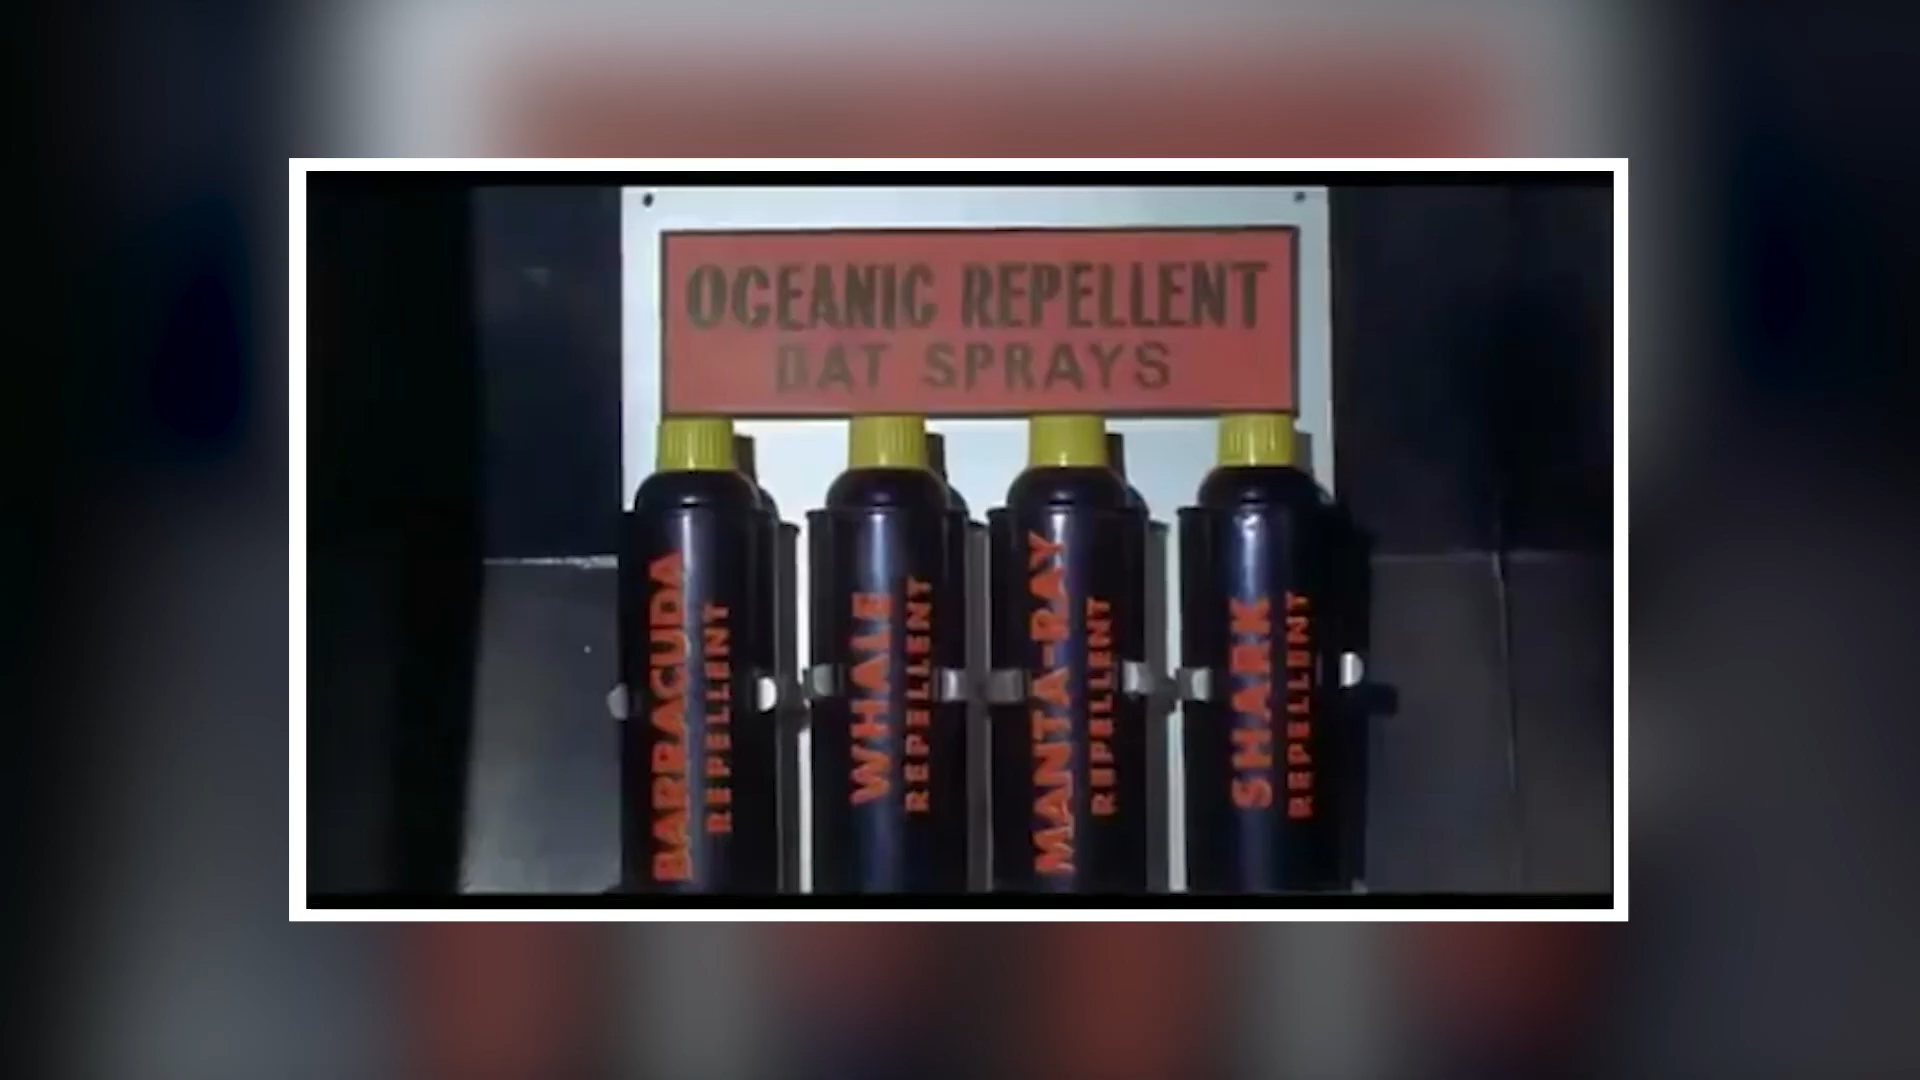 OCEANIC REPELLENT
BAT SPRAYS
BARRACUDA
REPELLENT
WHALE
REPELLENT
MANTA-RAY
REPELLENT
SHARK
REPELLENT